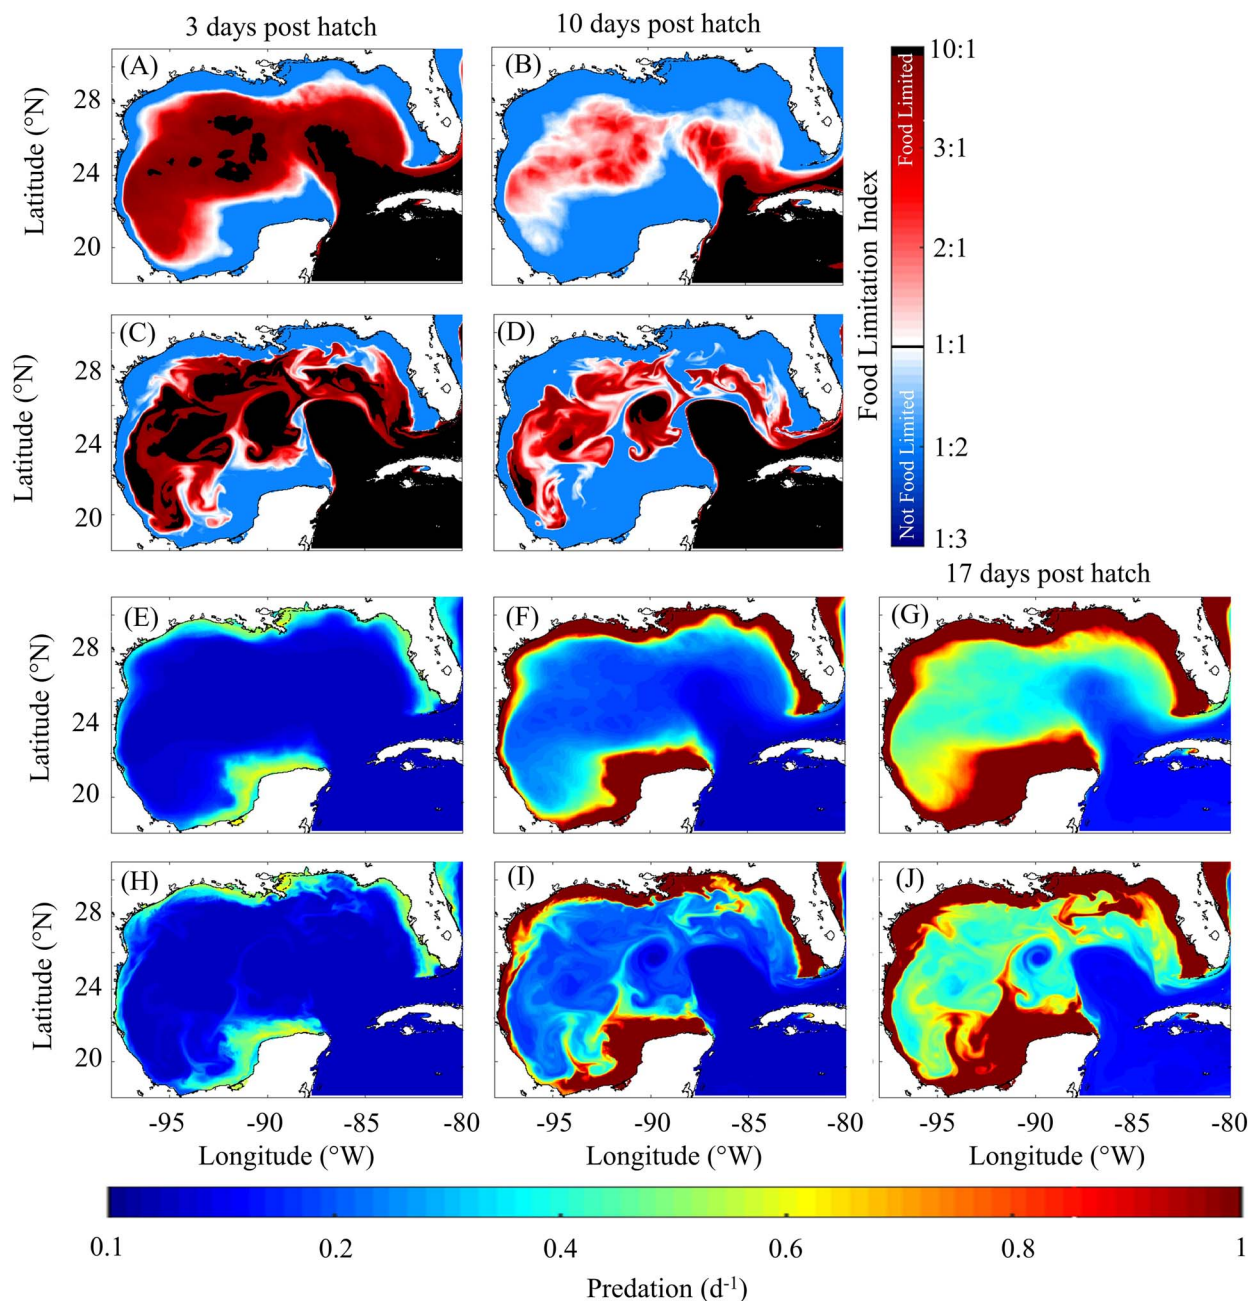 3 days post hatch
10 days post hatch
(A)
(B)
28
24
20
Latitude (°N)
10:1
3:1
2:1
1:1
1:2
1:3
Food Limited
Not Food Limited
Food Limitation Index
(C)
(D)
28
24
20
Latitude (°N)
17 days post hatch
(E)
(F)
(G)
28
24
20
Latitude (°N)
(H)
(I)
(J)
28
24
20
Latitude (°N)
-95 -90 -85 -80
-95 -90 -85 -80
-95 -90 -85 -80
Longitude (°W)
Longitude (°W)
Longitude (°W)
0.1 0.2 0.4 0.6 0.8 1
Predation (d⁻¹)